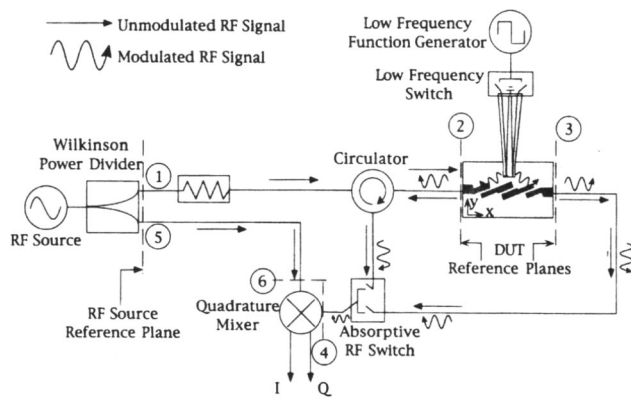 Unmodulated RF Signal
Modulated RF Signal
Low Frequency
Function Generator
Low Frequency
Switch
Wilkinson
Power Divider
1
Circulator
2
3
RF Source
5
y
x
DUT
Reference Planes
6
RF Source
Reference Plane
Quadrature
Mixer
4
Absorptive
RF Switch
I
Q